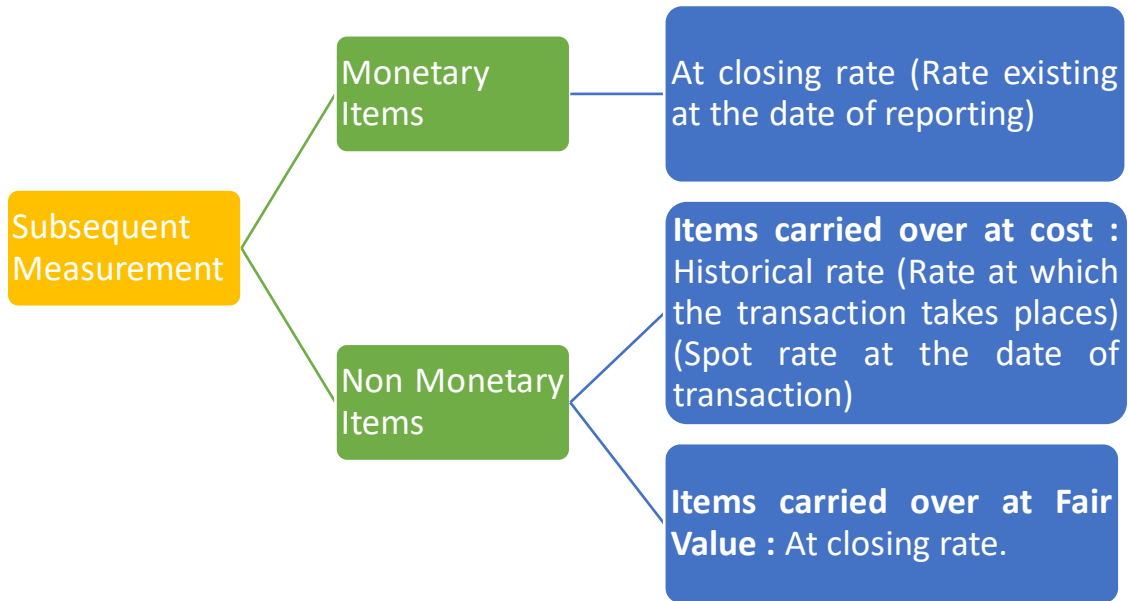 Monetary
Items
At closing rate (Rate existing
at the date of reporting)
Subsequent
Measurement
Items carried over at cost :
Historical rate (Rate at which
the transaction takes places)
(Spot rate at the date of
transaction)
Non Monetary
Items
Items carried over at Fair
Value : At closing rate.